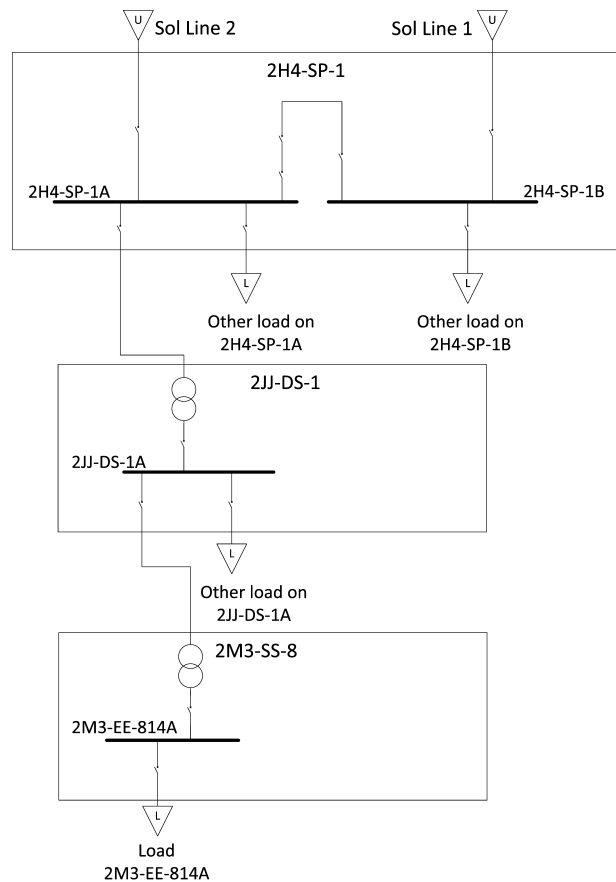 U
Sol Line 2
Sol Line 1
U
2H4-SP-1
2H4-SP-1A
2H4-SP-1B
L
L
Other load on
2H4-SP-1A
Other load on
2H4-SP-1B
2JJ-DS-1
2JJ-DS-1A
L
Other load on
2JJ-DS-1A
2M3-SS-8
2M3-EE-814A
L
Load
2M3-EE-814A